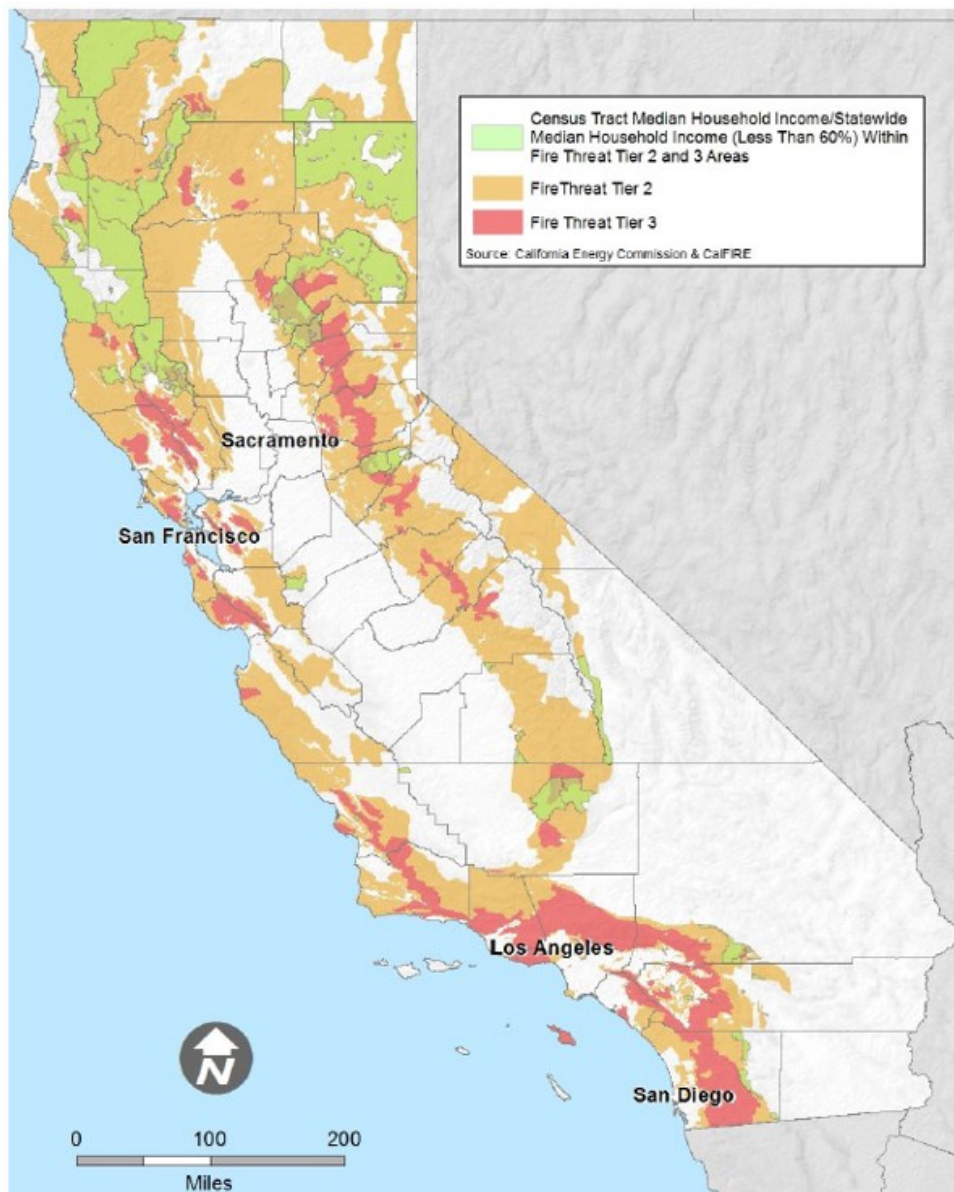 Census Tract Median Household Income/Statewide
Median Household Income (Less Than 60%) Within
Fire Threat Tier 2 and 3 Areas
FireThreat Tier 2
Fire Threat Tier 3
Source: California Energy Commission & CalFIRE
Sacramento
San Francisco
Los Angeles
San Diego
N
0 100 200
Miles